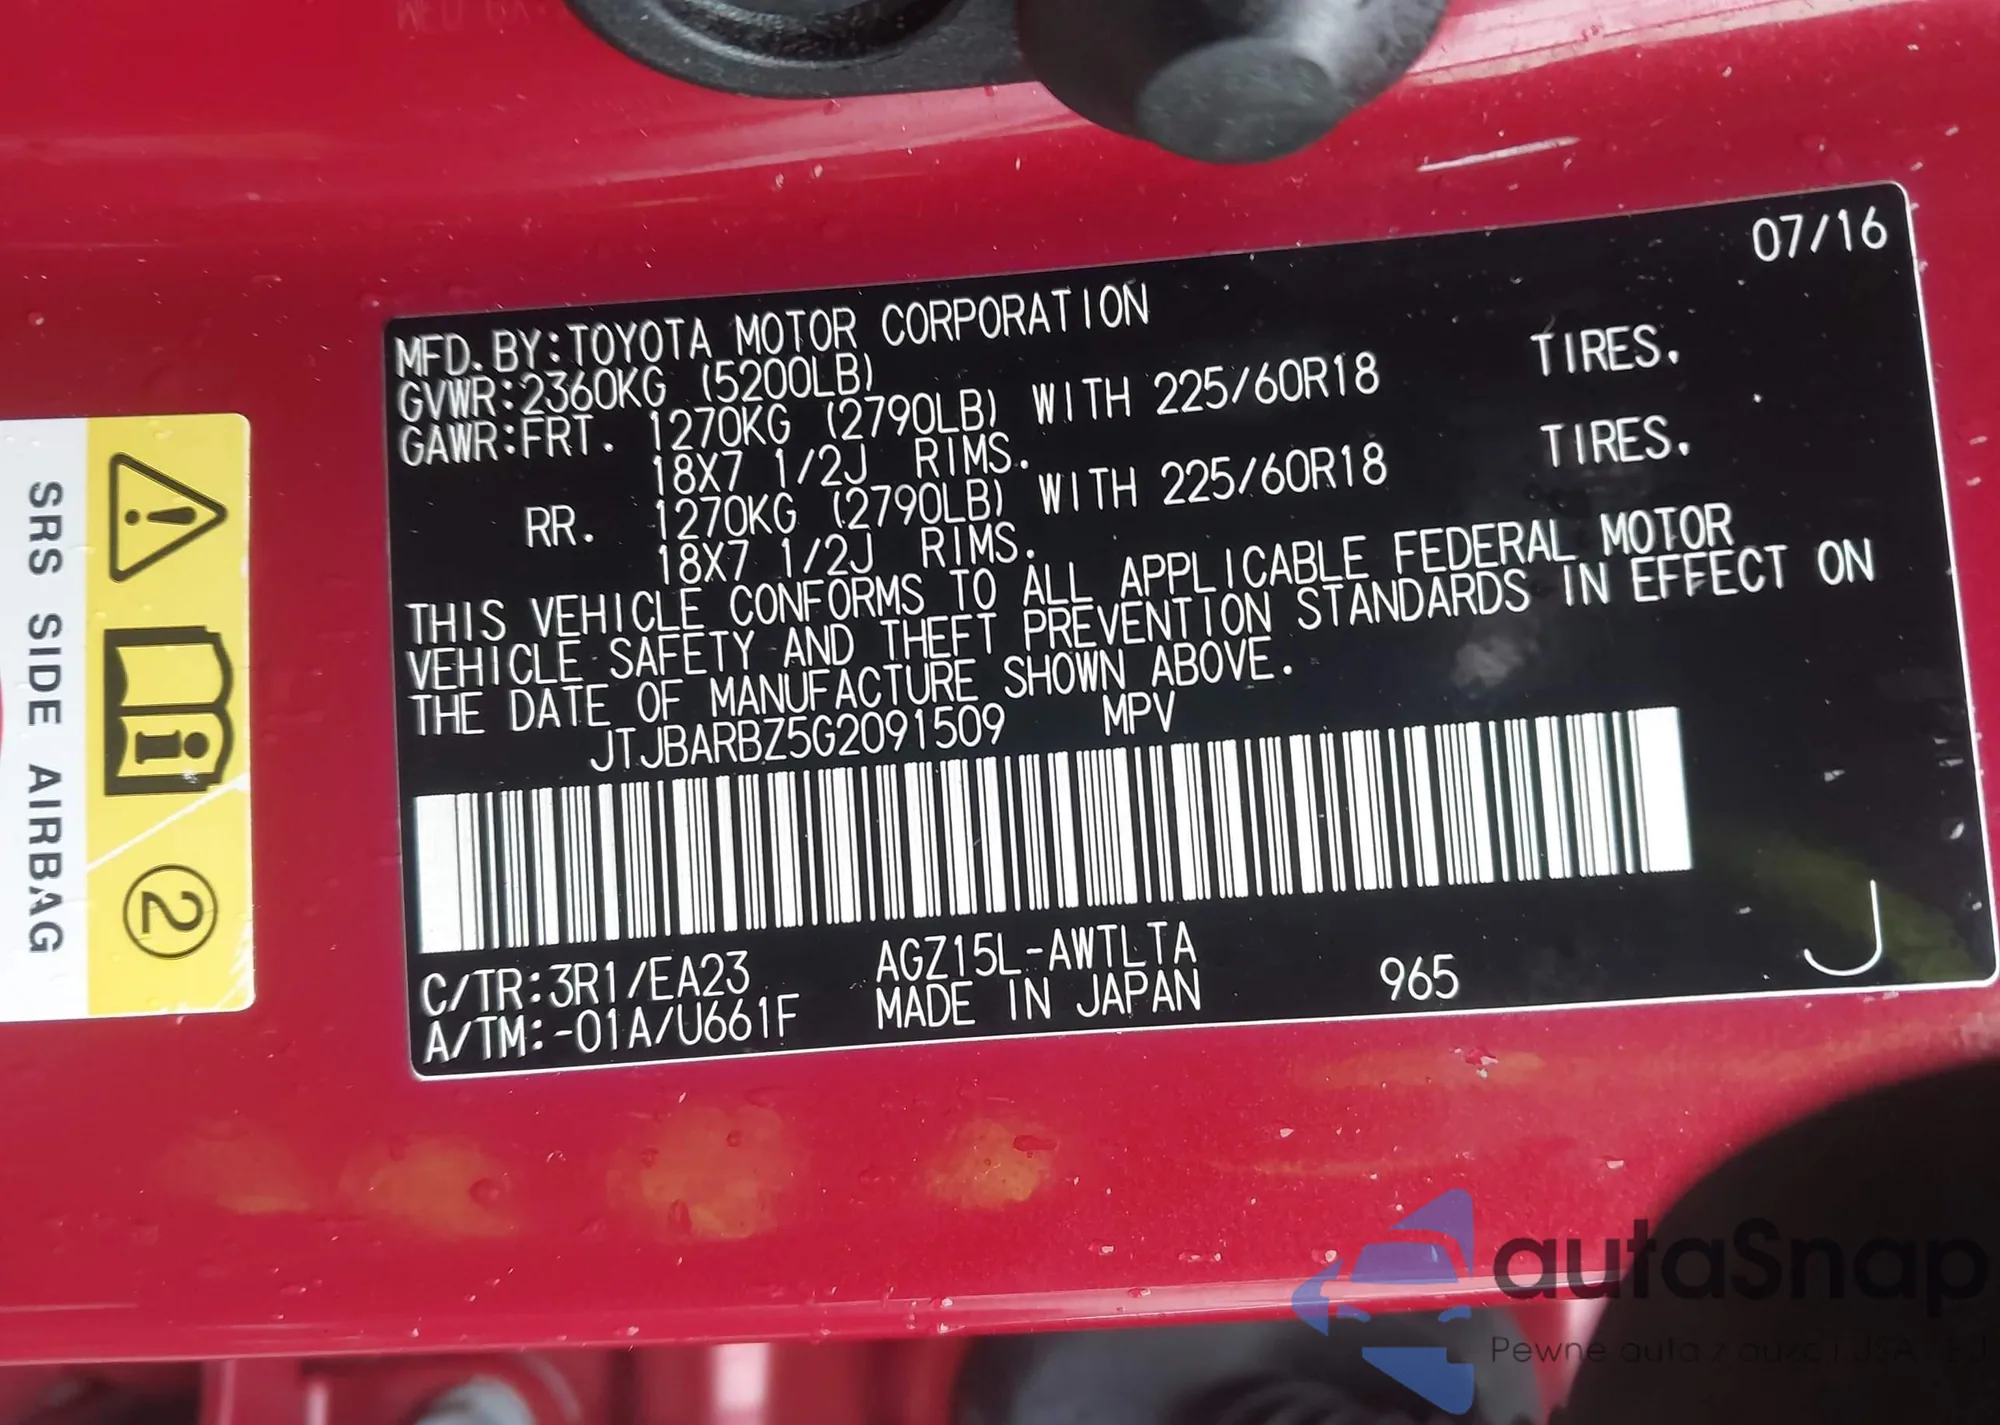 07/16
MFD. BY:TOYOTA MOTOR CORPORATION
GVWR:2360KG (5200LB)
GAWR:FRT. 1270KG (2790LB) WITH 225/60R18 TIRES.
18X7 1/2J RIMS.
RR. 1270KG (2790LB) WITH 225/60R18 TIRES.
18X7 1/2J RIMS.
THIS VEHICLE CONFORMS TO ALL APPLICABLE FEDERAL MOTOR
VEHICLE SAFETY AND THEFT PREVENTION STANDARDS IN EFFECT ON
THE DATE OF MANUFACTURE SHOWN ABOVE.
JTJBARBZ5G2091509 MPV
C/TR:3R1/EA23 AGZ15L-AWTLTA 965 J
A/TM:-01A/U661F MADE IN JAPAN
SRS SIDE AIRBAG
2
autaSnap
Pewne auta z